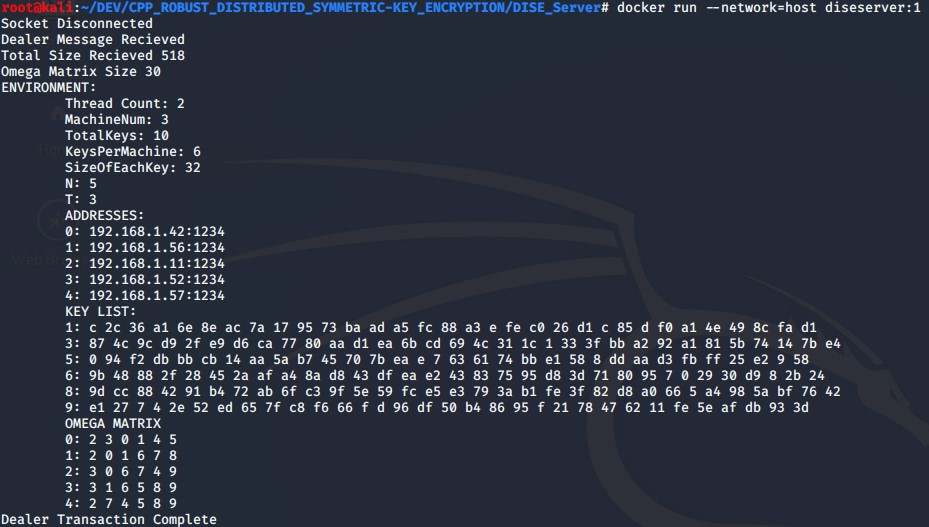 root@kali:~/DEV/CPP_ROBUST_DISTRIBUTED_SYMMETRIC-KEY_ENCRYPTION/DISE_Server# docker run --network=host diseserver:1
Socket Disconnected
Dealer Message Recieved
Total Size Recieved 518
Omega Matrix Size 30
ENVIRONMENT:
Thread Count: 2
MachineNum: 3
TotalKeys: 10
KeysPerMachine: 6
SizeOfEachKey: 32
N: 5
T: 3
ADDRESSES:
0: 192.168.1.42:1234
1: 192.168.1.56:1234
2: 192.168.1.11:1234
3: 192.168.1.52:1234
4: 192.168.1.57:1234
KEY LIST:
1: c 2c 36 a1 6e 8e ac 7a 17 95 73 ba ad a5 fc 88 a3 e fe c0 26 d1 c 85 d f0 a1 4e 49 8c fa d1
3: 87 4c 9c d9 2f e9 d6 ca 77 80 aa d1 ea 6b cd 69 4c 31 1c 1 33 3f bb a2 92 a1 81 5b 74 14 7b e4
5: 0 94 f2 db bb cb 14 aa 5a b7 45 70 7b ea e 7 63 61 74 bb e1 58 8 dd aa d3 fb ff 25 e2 9 58
6: 9b 48 88 2f 28 45 2a af a4 8a d8 43 df ea e2 43 83 75 95 d8 3d 71 80 95 7 0 29 30 d9 8 2b 24
8: 9d cc 88 42 91 b4 72 ab 6f c3 9f 5e 59 fc e5 e3 79 3a b1 fe 3f 82 d8 a0 66 5 a4 98 5a bf 76 42
9: e1 27 7 4 2e 52 ed 65 7f c8 f6 66 f d 96 df 50 b4 86 95 f 21 78 47 62 11 fe 5e af db 93 3d
OMEGA MATRIX
0: 2 3 0 1 4 5
1: 2 0 1 6 7 8
2: 3 0 6 7 4 9
3: 3 1 6 5 8 9
4: 2 7 4 5 8 9
Dealer Transaction Complete